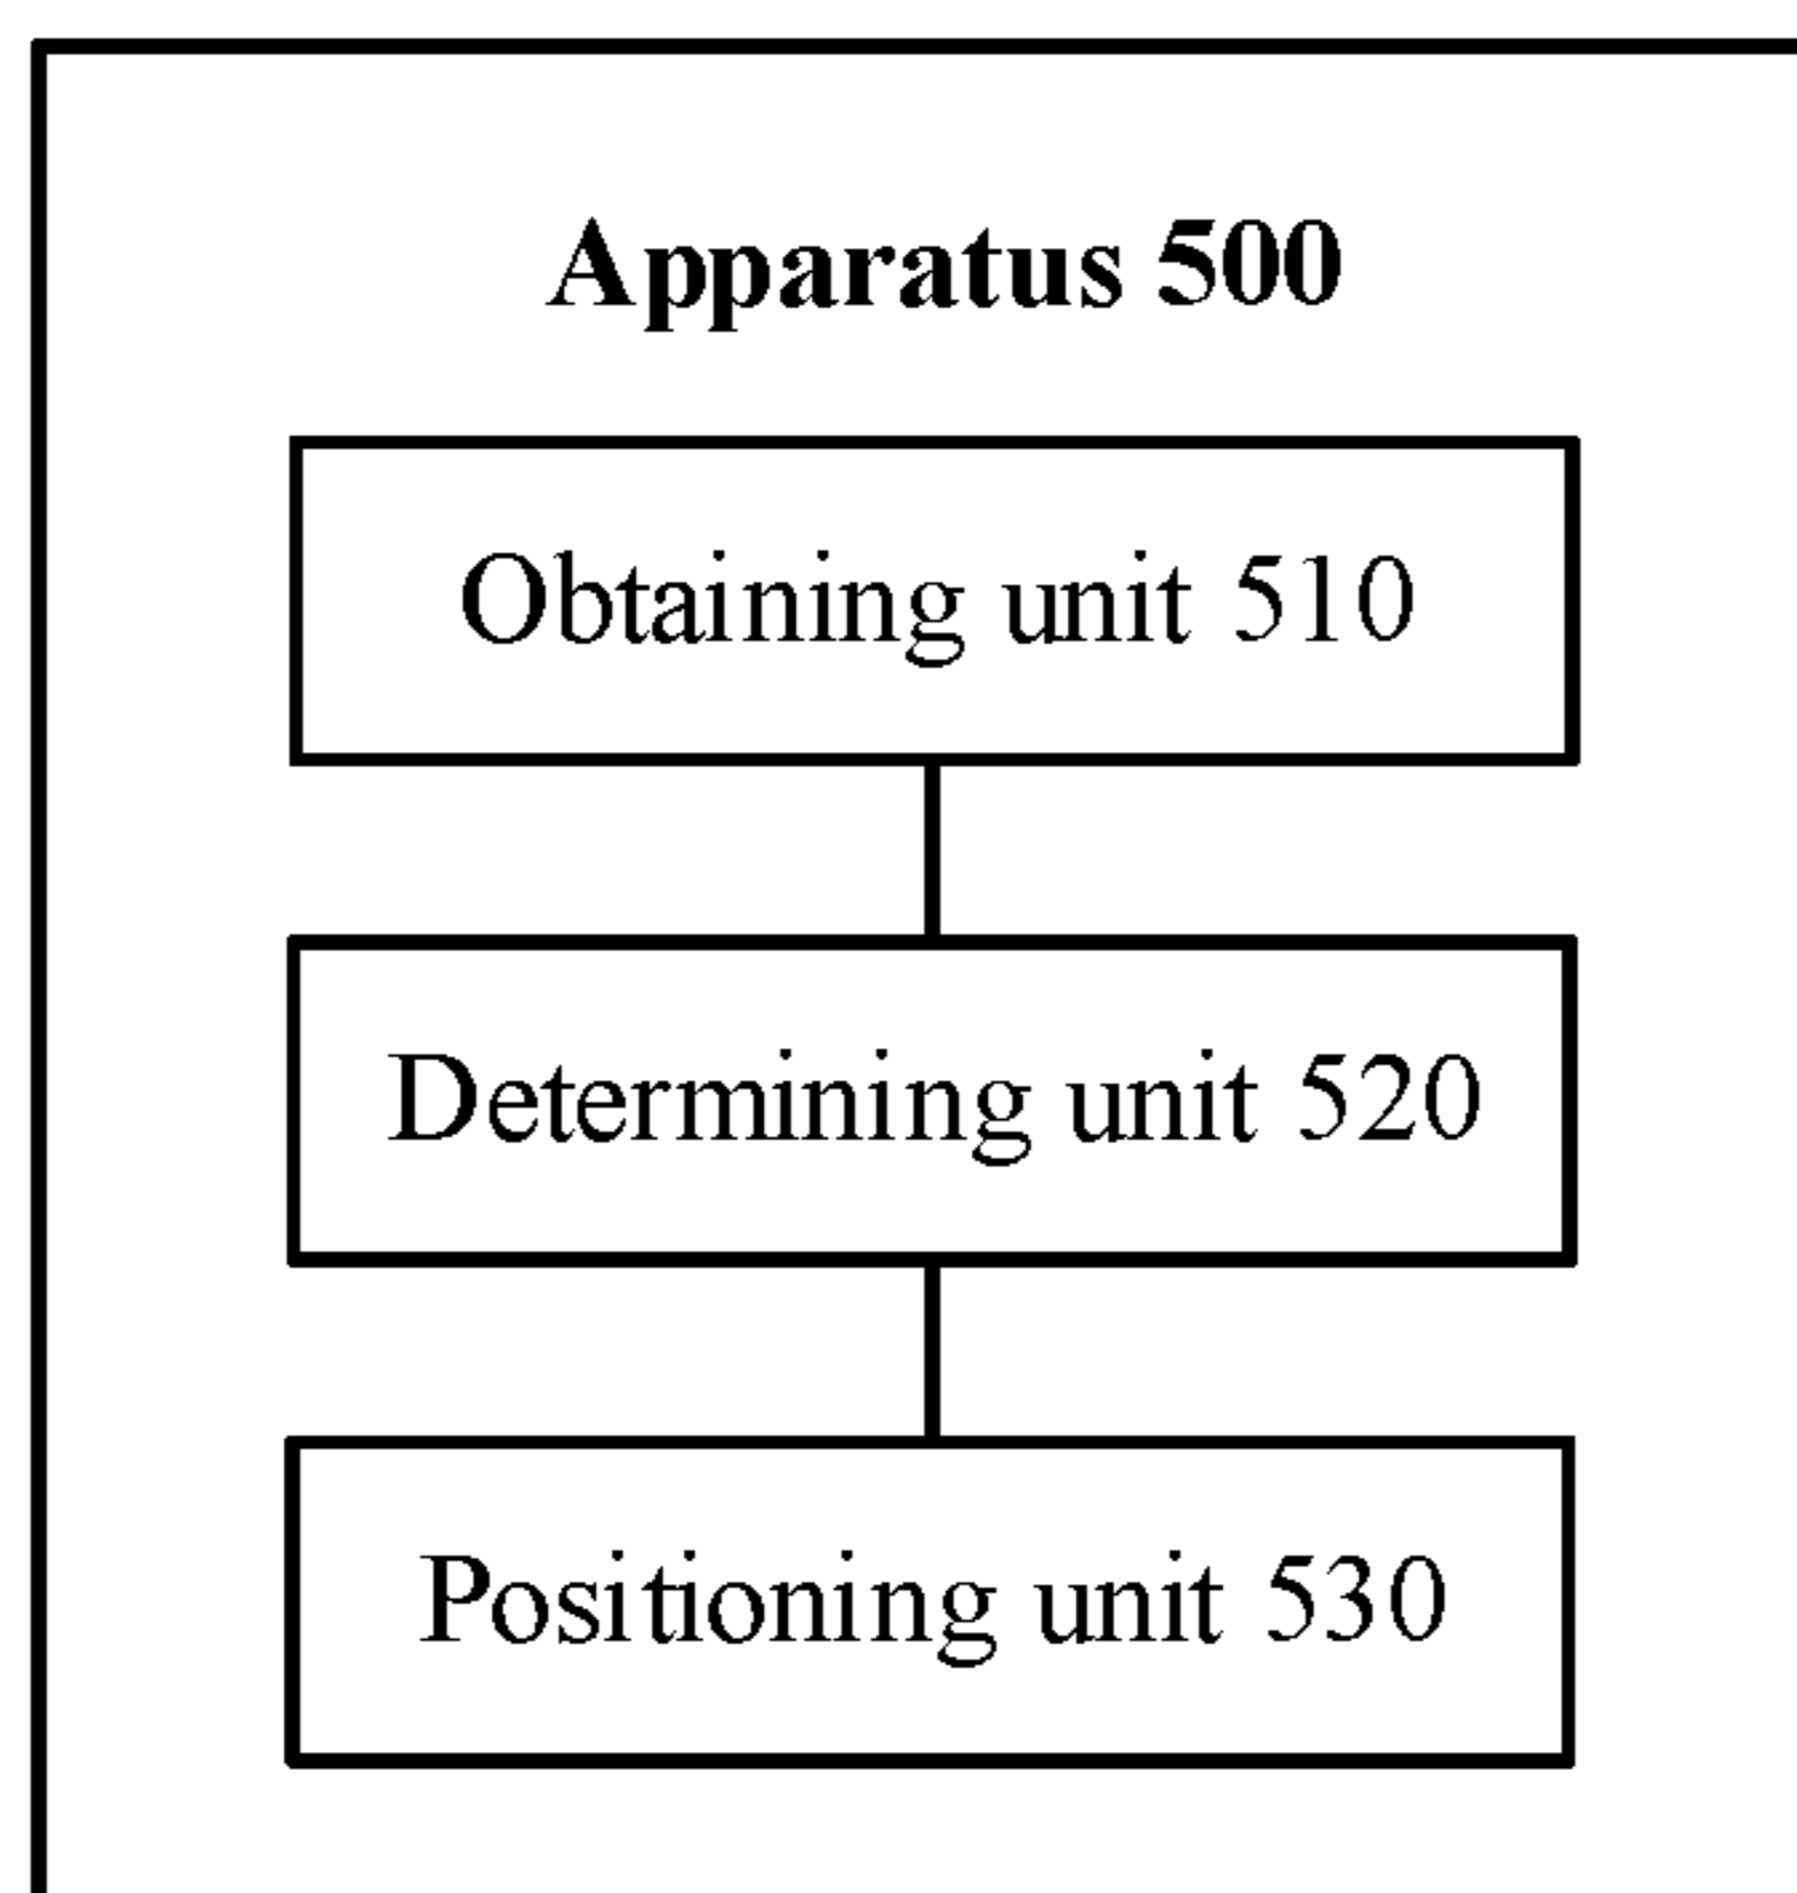 Apparatus 500
Obtaining unit 510
Determining unit 520
Positioning unit 530